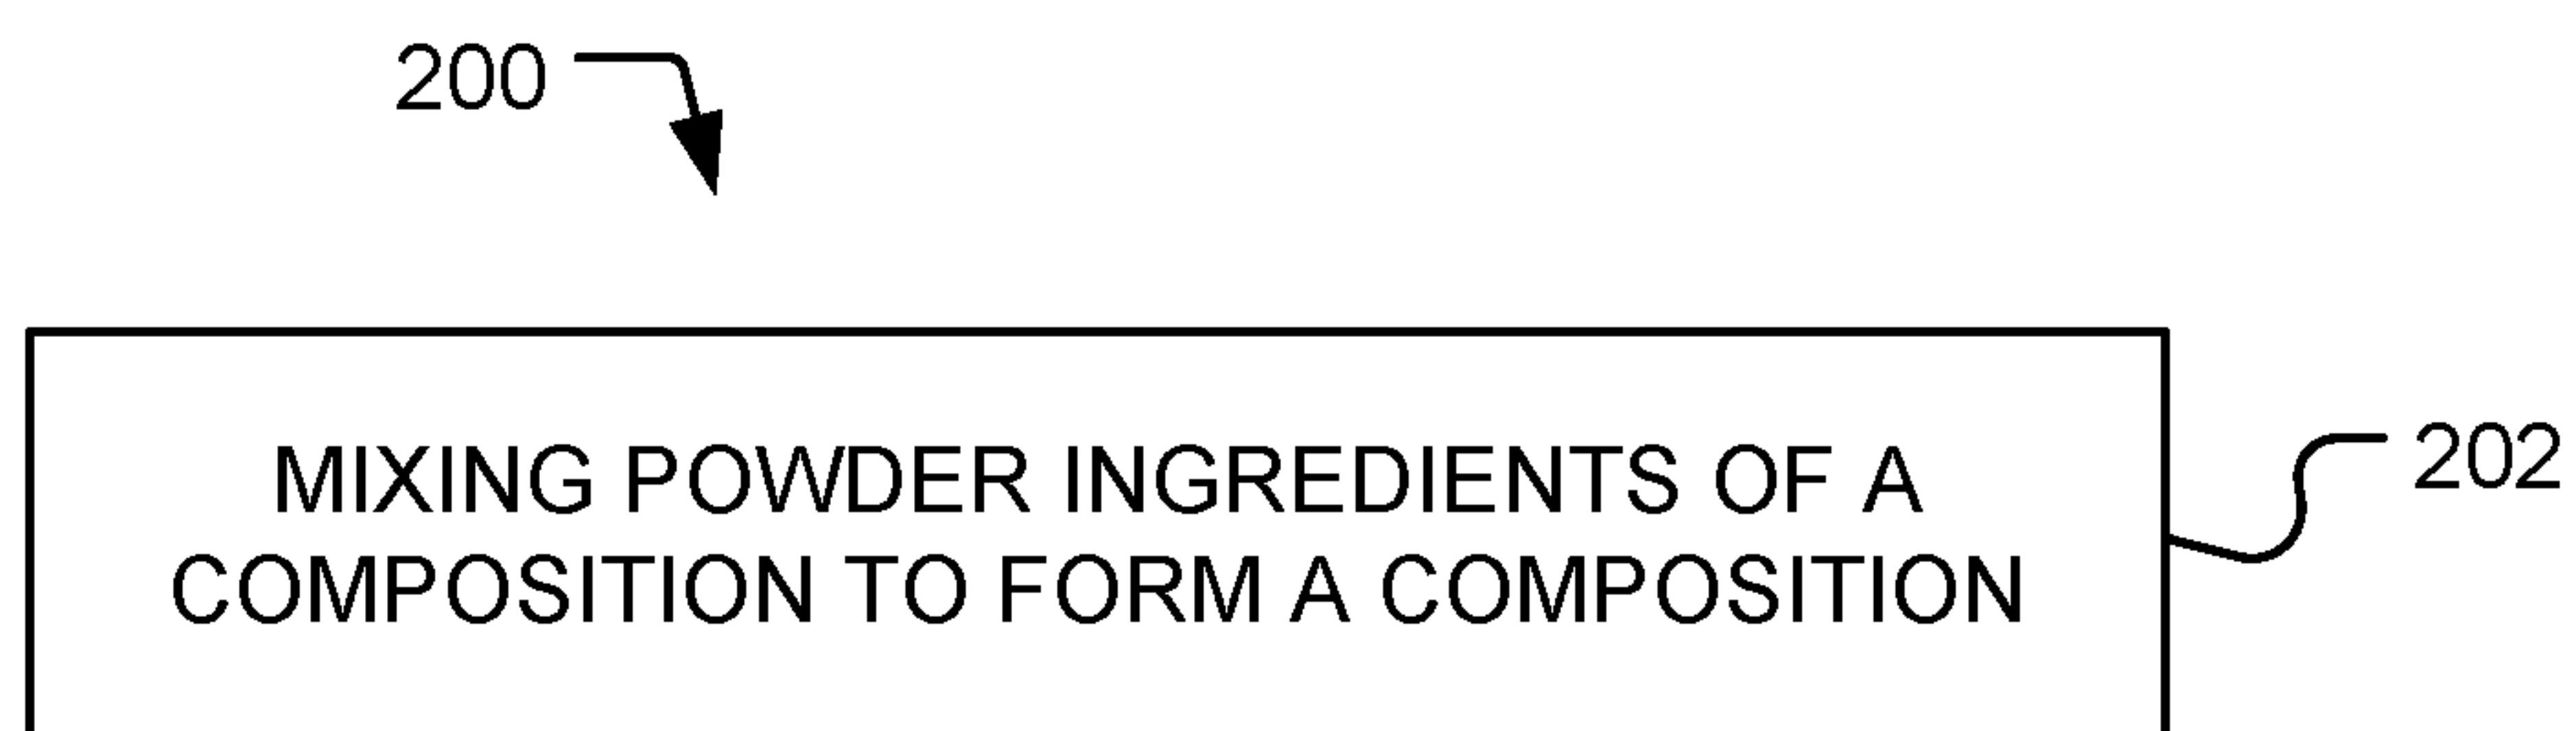 200
MIXING POWDER INGREDIENTS OF A
COMPOSITION TO FORM A COMPOSITION
202